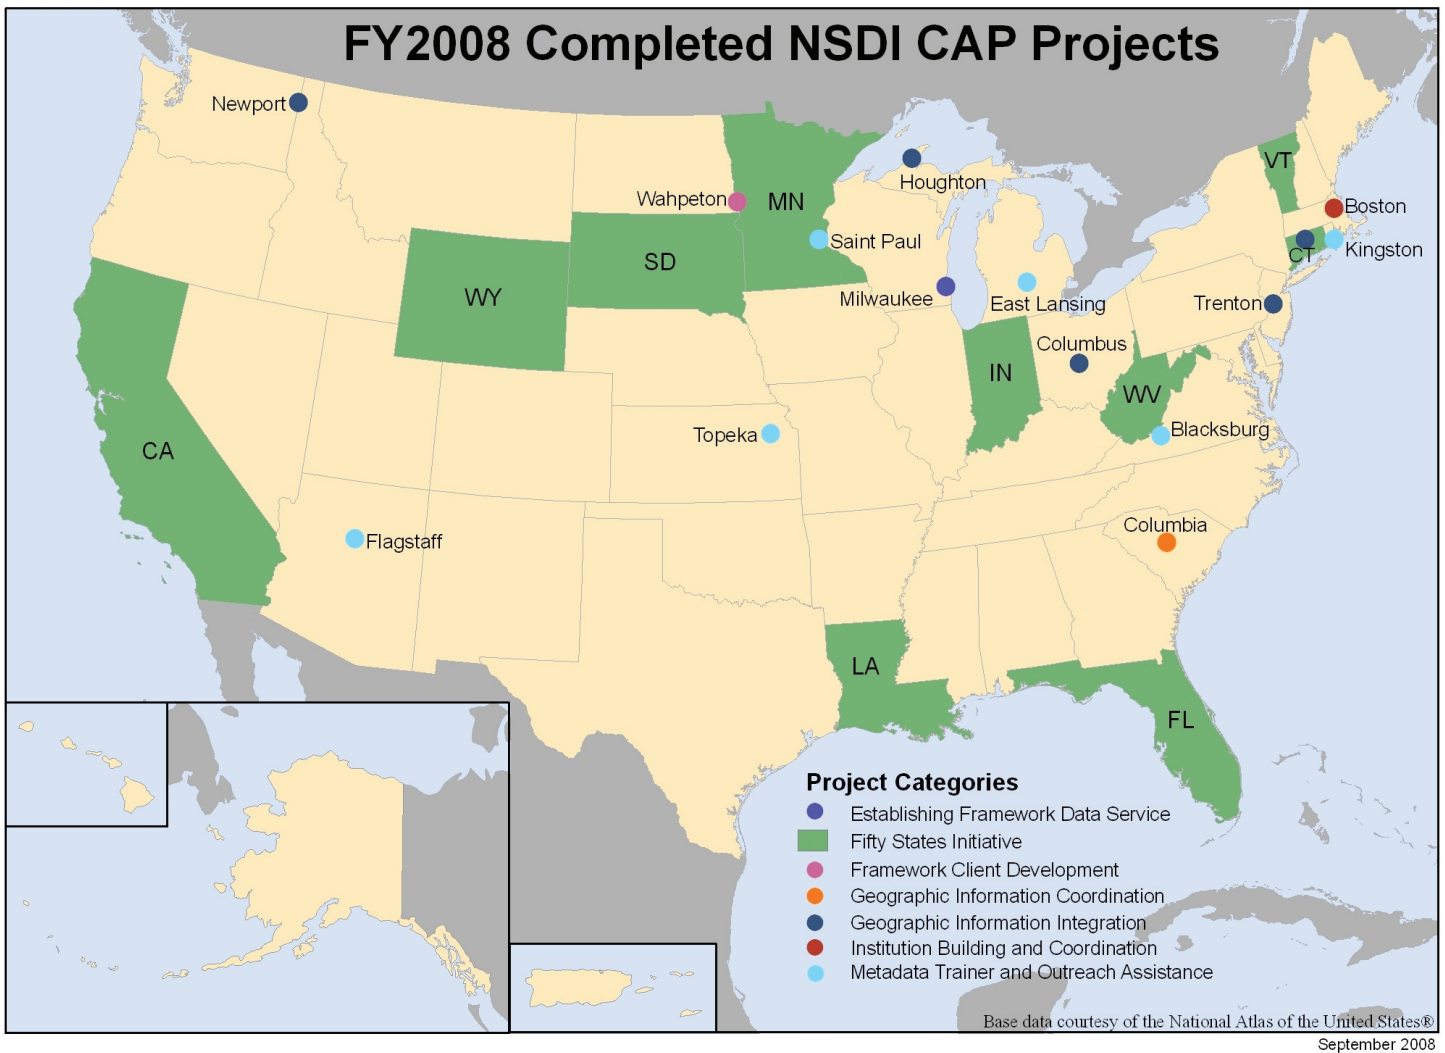 FY2008 Completed NSDI CAP Projects
Newport
Houghton
VT
Wahpeton
MN
Boston
Saint Paul
Kingston
CT
SD
WY
Milwaukee
East Lansing
Trenton
Columbus
IN
WV
Topeka
Blacksburg
CA
Columbia
Flagstaff
LA
FL
Project Categories
Establishing Framework Data Service
Fifty States Initiative
Framework Client Development
Geographic Information Coordination
Geographic Information Integration
Institution Building and Coordination
Metadata Trainer and Outreach Assistance
Base data courtesy of the National Atlas of the United States®
September 2008